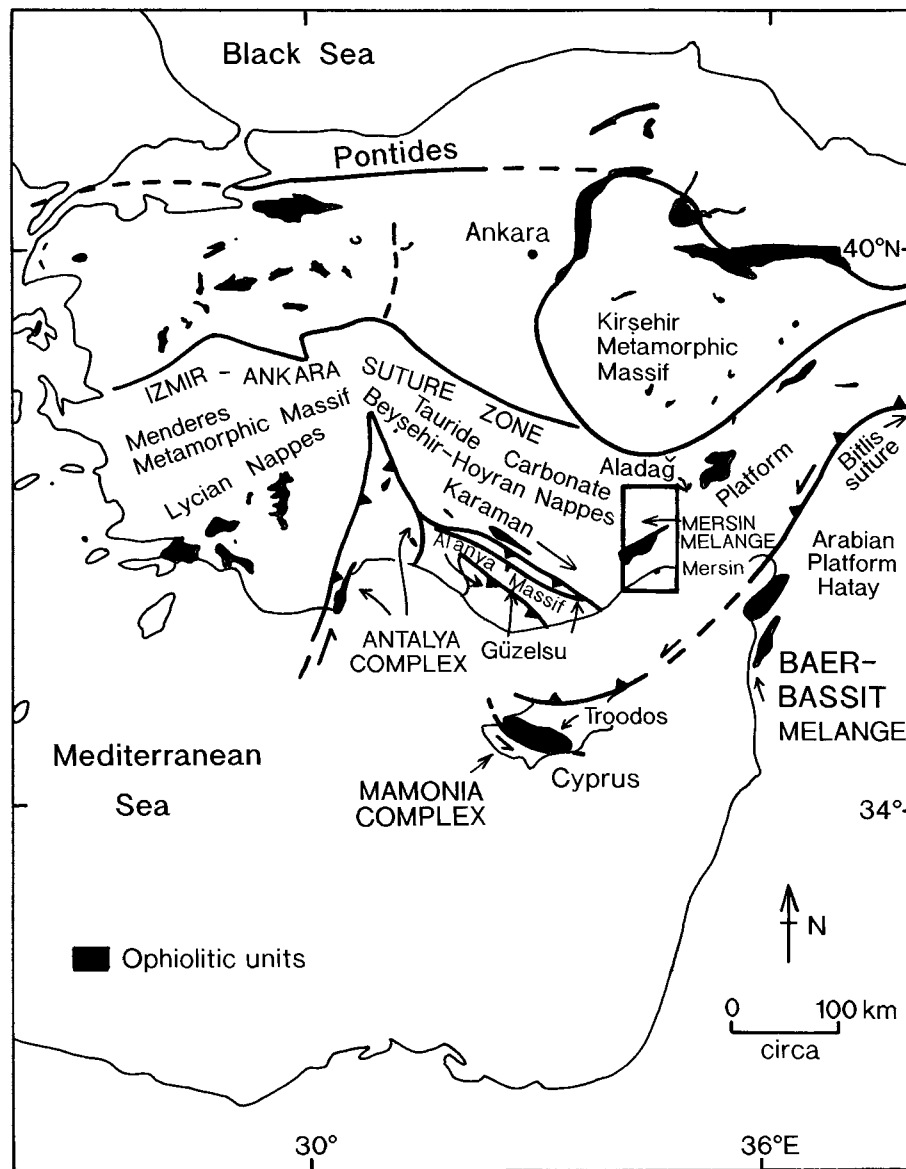 Black Sea
Pontides
Ankara
40°N
Kirşehir
Metamorphic
Massif
IZMIR - ANKARA SUTURE ZONE
Menderes
Metamorphic Massif
Lycian Nappes
Tauride Carbonate Platform
Beyşehir-Hoyran Nappes
Karaman
Aladağ
Bitlis
suture
MERSIN
MELANGE
Mersin
Arabian
Platform
Hatay
Alanya Massif
ANTALYA
COMPLEX
Güzelsu
BAER-
BASSIT
MELANGE
Troodos
Cyprus
MAMONIA
COMPLEX
Mediterranean
Sea
34°
N
Ophiolitic units
0 100 km
circa
30°
36°E